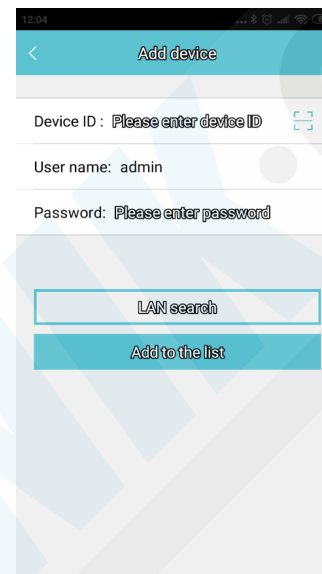 12:04
Add device
Device ID : Please enter device ID
User name: admin
Password: Please enter password
LAN search
Add to the list